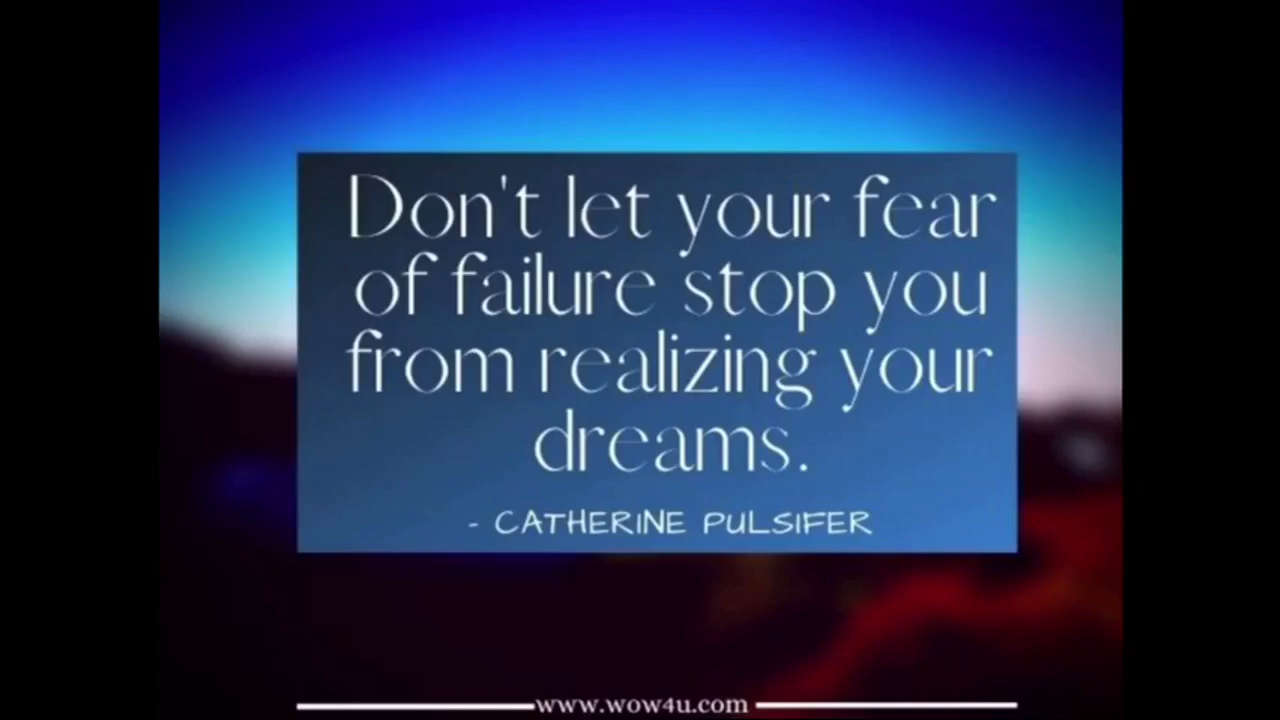 Don't let your fear
of failure stop you
from realizing your
dreams.
- CATHERINE PULSIFER
www.wow4u.com